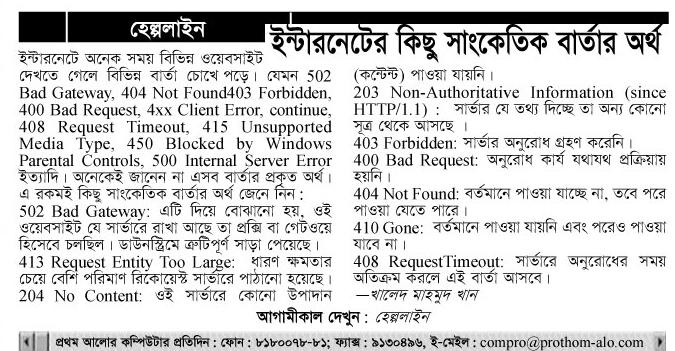 হেল্পলাইন
ইন্টারনেটের কিছু সাংকেতিক বার্তার অর্থ
ইন্টারনেটে অনেক সময় বিভিন্ন ওয়েবসাইট
দেখতে গেলে বিভিন্ন বার্তা চোখে পড়ে। যেমন 502
Bad Gateway, 404 Not Found403 Forbidden,
400 Bad Request, 4xx Client Error, continue,
408 Request Timeout, 415 Unsupported
Media Type, 450 Blocked by Windows
Parental Controls, 500 Internal Server Error
ইত্যাদি। অনেকেই জানেন না এসব বার্তার প্রকৃত অর্থ।
এ রকমই কিছু সাংকেতিক বার্তার অর্থ জেনে নিন :
502 Bad Gateway: এটি দিয়ে বোঝানো হয়, ওই
ওয়েবসাইট যে সার্ভারে রাখা আছে তা প্রক্সি বা গেটওয়ে
হিসেবে চলছিল। ডাউনস্ট্রিমে ত্রুটিপূর্ণ সাড়া পেয়েছে।
413 Request Entity Too Large: ধারণ ক্ষমতার
চেয়ে বেশি পরিমাণ রিকোয়েস্ট সার্ভারে পাঠানো হয়েছে।
204 No Content: ওই সার্ভারে কোনো উপাদান
(কন্টেন্ট) পাওয়া যায়নি।
203 Non-Authoritative Information (since
HTTP/1.1) : সার্ভার যে তথ্য দিচ্ছে তা অন্য কোনো
সূত্র থেকে আসছে ।
403 Forbidden: সার্ভার অনুরোধ গ্রহণ করেনি।
400 Bad Request: অনুরোধ কার্য যথাযথ প্রক্রিয়ায়
হয়নি।
404 Not Found: বর্তমানে পাওয়া যাচ্ছে না, তবে পরে
পাওয়া যেতে পারে।
410 Gone: বর্তমানে পাওয়া যায়নি এবং পরেও পাওয়া
যাবে না।
408 RequestTimeout: সার্ভারে অনুরোধের সময়
অতিক্রম করলে এই বার্তা আসবে।
—খালেদ মাহমুদ খান
আগামীকাল দেখুন : হেল্পলাইন
প্রথম আলোর কম্পিউটার প্রতিদিন : ফোন : ৮১৮০০৭৮-৮১; ফ্যাক্স : ৯১৩০৪৯৬, ই-মেইল : compro@prothom-alo.com